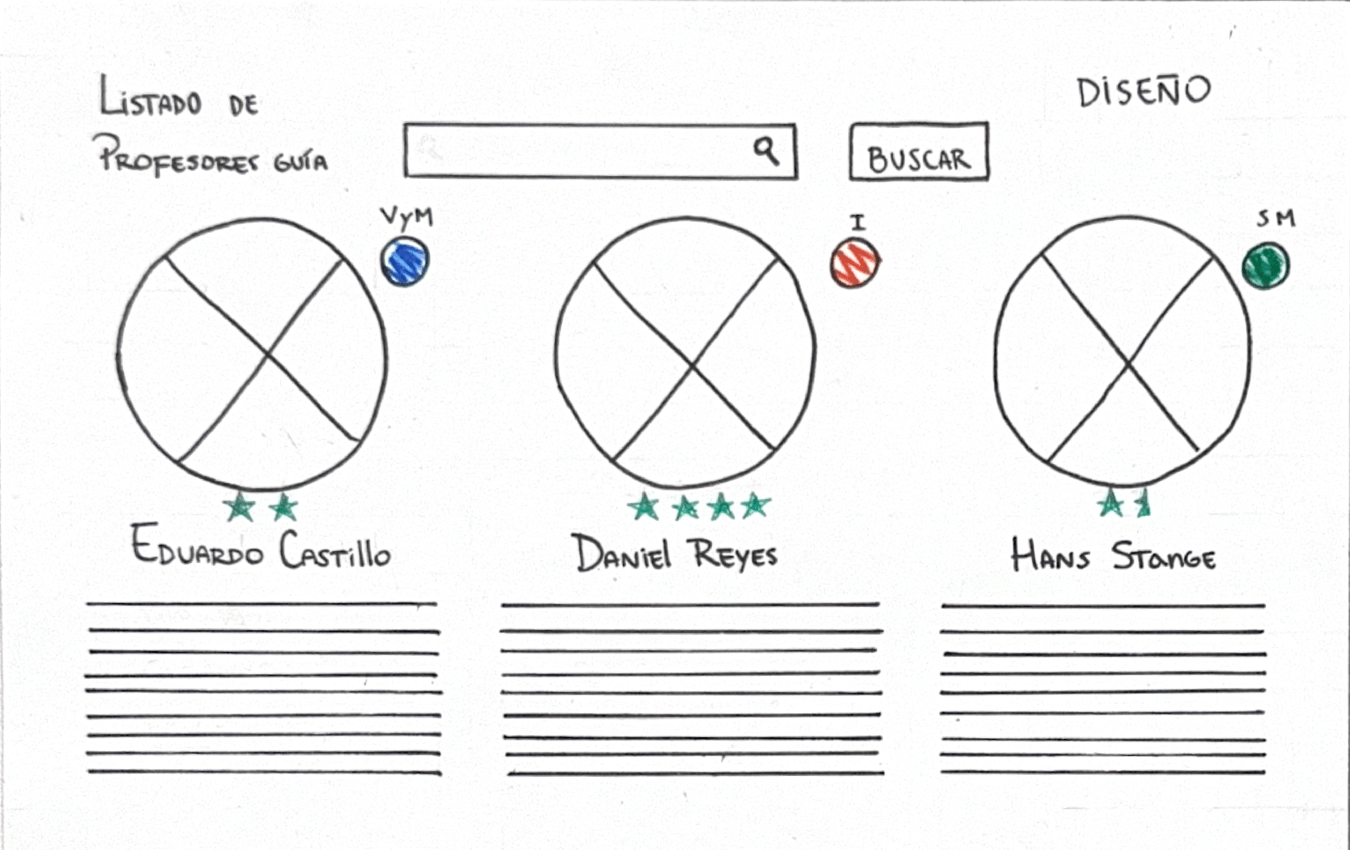 LISTADO DE
PROFESORES GUÍA
BUSCAR
DISEÑO
VyM
I
SM
EDUARDO CASTILLO
DANIEL REYES
HANS STANGE